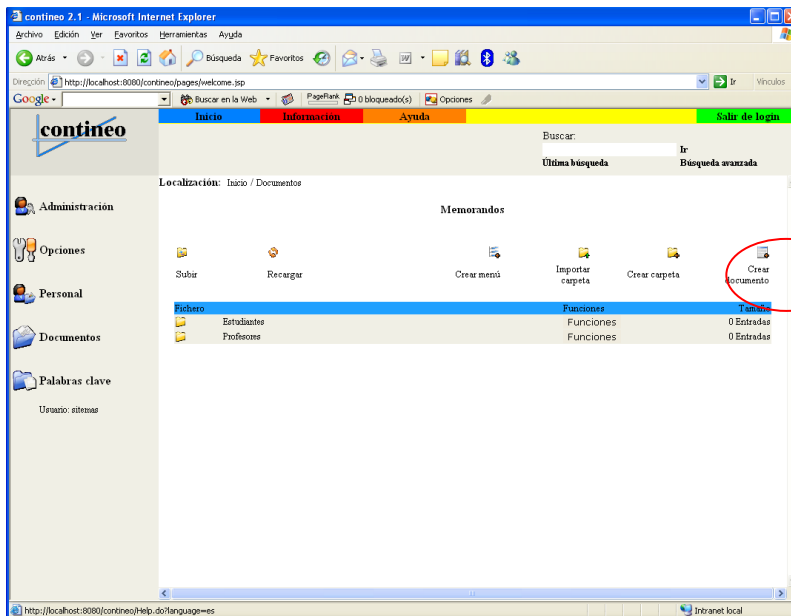 contineo 2.1 - Microsoft Internet Explorer
Archivo Edición Ver Favoritos Herramientas Ayuda
Atrás Búsqueda Favoritos
Dirección http://localhost:8080/contineo/pages/welcome.jsp Ir Vínculos
Google Buscar en la Web PageRank 0 bloqueado(s) Opciones
Inicio Información Ayuda Salir de login
contineo
Buscar:
Ir
Última búsqueda Búsqueda avanzada
Localización: Inicio / Documentos
Administración
Memorandos
Opciones
Subir Recargar Crear menú Importar carpeta Crear carpeta Crear documento
Personal
Fichero Funciones Tamaño
Estudiantes Funciones 0 Entradas
Profesores Funciones 0 Entradas
Documentos
Palabras clave
Usuario: sitemas
http://localhost:8080/contineo/Help.do?language=es Intranet local